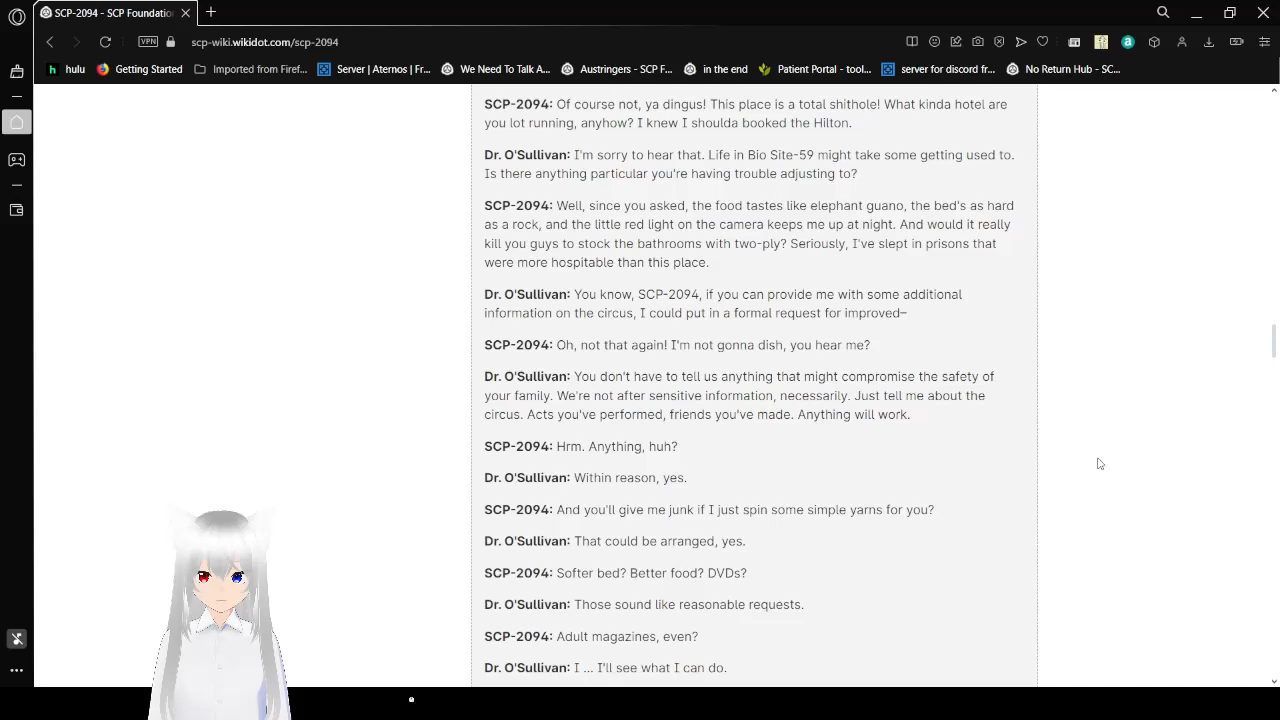 SCP-2094 - SCP Foundatio
scp-wiki.wikidot.com/scp-2094
VPN
hulu
Getting Started
Imported from Firef...
Server | Aternos | Fr...
We Need To Talk A...
Austringers - SCP F...
in the end
Patient Portal - tool...
server for discord fr...
No Return Hub - SC...
SCP-2094: Of course not, ya dingus! This place is a total shithole! What kinda hotel are
you lot running, anyhow? I knew I shoulda booked the Hilton.
Dr. O'Sullivan: I'm sorry to hear that. Life in Bio Site-59 might take some getting used to.
Is there anything particular you're having trouble adjusting to?
SCP-2094: Well, since you asked, the food tastes like elephant guano, the bed's as hard
as a rock, and the little red light on the camera keeps me up at night. And would it really
kill you guys to stock the bathrooms with two-ply? Seriously, I've slept in prisons that
were more hospitable than this place.
Dr. O'Sullivan: You know, SCP-2094, if you can provide me with some additional
information on the circus, I could put in a formal request for improved–
SCP-2094: Oh, not that again! I'm not gonna dish, you hear me?
Dr. O'Sullivan: You don't have to tell us anything that might compromise the safety of
your family. We're not after sensitive information, necessarily. Just tell me about the
circus. Acts you've performed, friends you've made. Anything will work.
SCP-2094: Hrm. Anything, huh?
Dr. O'Sullivan: Within reason, yes.
SCP-2094: And you'll give me junk if I just spin some simple yarns for you?
Dr. O'Sullivan: That could be arranged, yes.
SCP-2094: Softer bed? Better food? DVDs?
Dr. O'Sullivan: Those sound like reasonable requests.
SCP-2094: Adult magazines, even?
Dr. O'Sullivan: I ... I'll see what I can do.